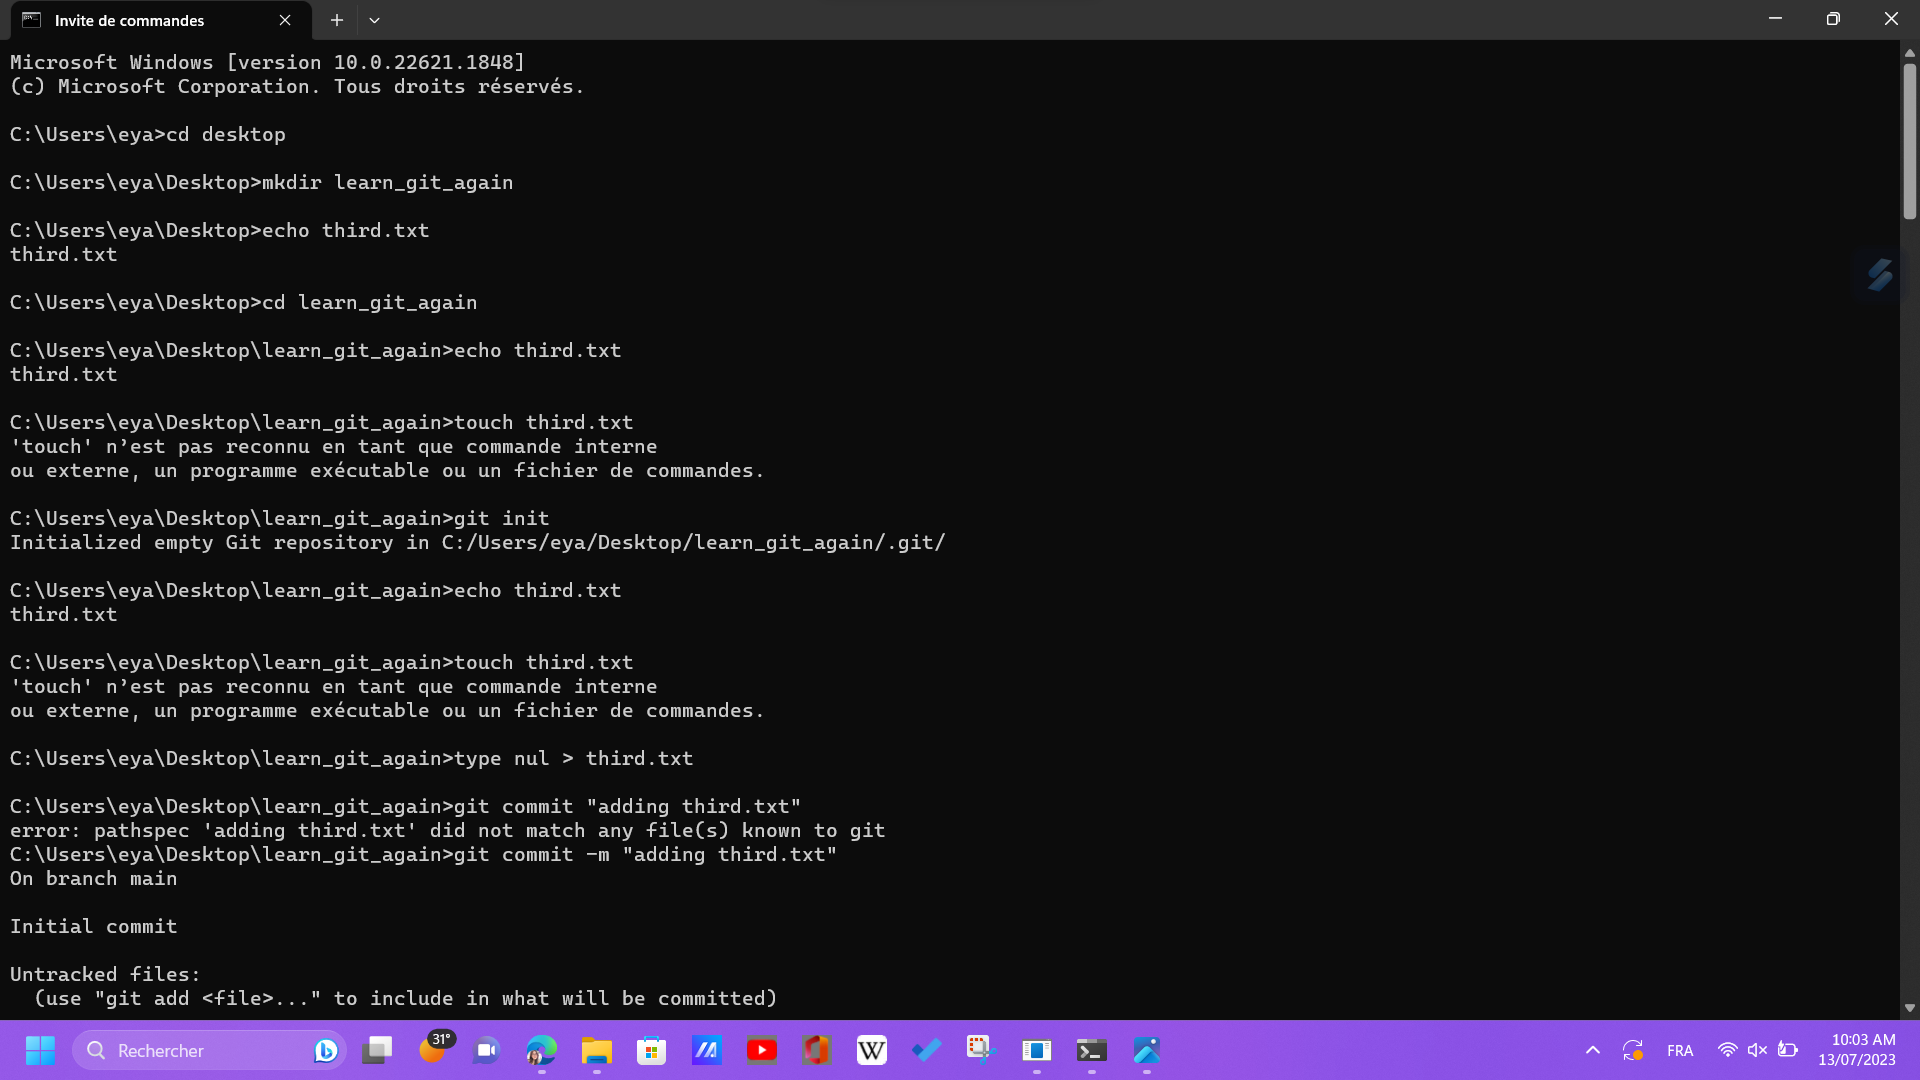 Invite de commandes
Microsoft Windows [version 10.0.22621.1848]
(c) Microsoft Corporation. Tous droits réservés.
C:\Users\eya>cd desktop
C:\Users\eya\Desktop>mkdir learn_git_again
C:\Users\eya\Desktop>echo third.txt
third.txt
C:\Users\eya\Desktop>cd learn_git_again
C:\Users\eya\Desktop\learn_git_again>echo third.txt
third.txt
C:\Users\eya\Desktop\learn_git_again>touch third.txt
'touch' n’est pas reconnu en tant que commande interne
ou externe, un programme exécutable ou un fichier de commandes.
C:\Users\eya\Desktop\learn_git_again>git init
Initialized empty Git repository in C:/Users/eya/Desktop/learn_git_again/.git/
C:\Users\eya\Desktop\learn_git_again>echo third.txt
third.txt
C:\Users\eya\Desktop\learn_git_again>touch third.txt
'touch' n’est pas reconnu en tant que commande interne
ou externe, un programme exécutable ou un fichier de commandes.
C:\Users\eya\Desktop\learn_git_again>type nul > third.txt
C:\Users\eya\Desktop\learn_git_again>git commit "adding third.txt"
error: pathspec 'adding third.txt' did not match any file(s) known to git
C:\Users\eya\Desktop\learn_git_again>git commit -m "adding third.txt"
On branch main
Initial commit
Untracked files:
  (use "git add <file>..." to include in what will be committed)
Rechercher
31°
W
FRA
10:03 AM
13/07/2023